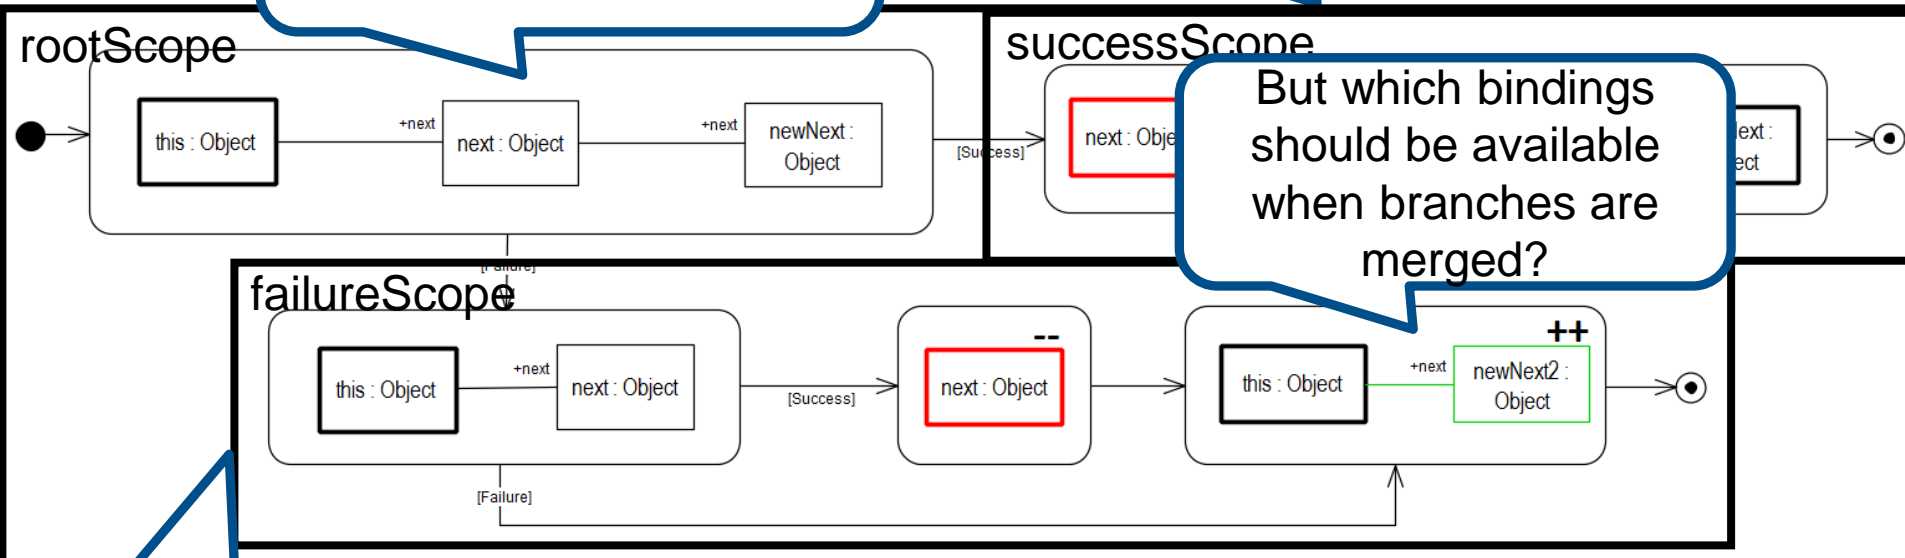 rootScope
this : Object
+next
next : Object
+next
newNext :
Object
[Success]
successScope
next : Obje
But which bindings
should be available
when branches are
merged?
ext :
ect
[Failure]
failureScope
this : Object
+next
next : Object
[Success]
--
next : Object
++
this : Object
+next
newNext2 :
Object
[Failure]